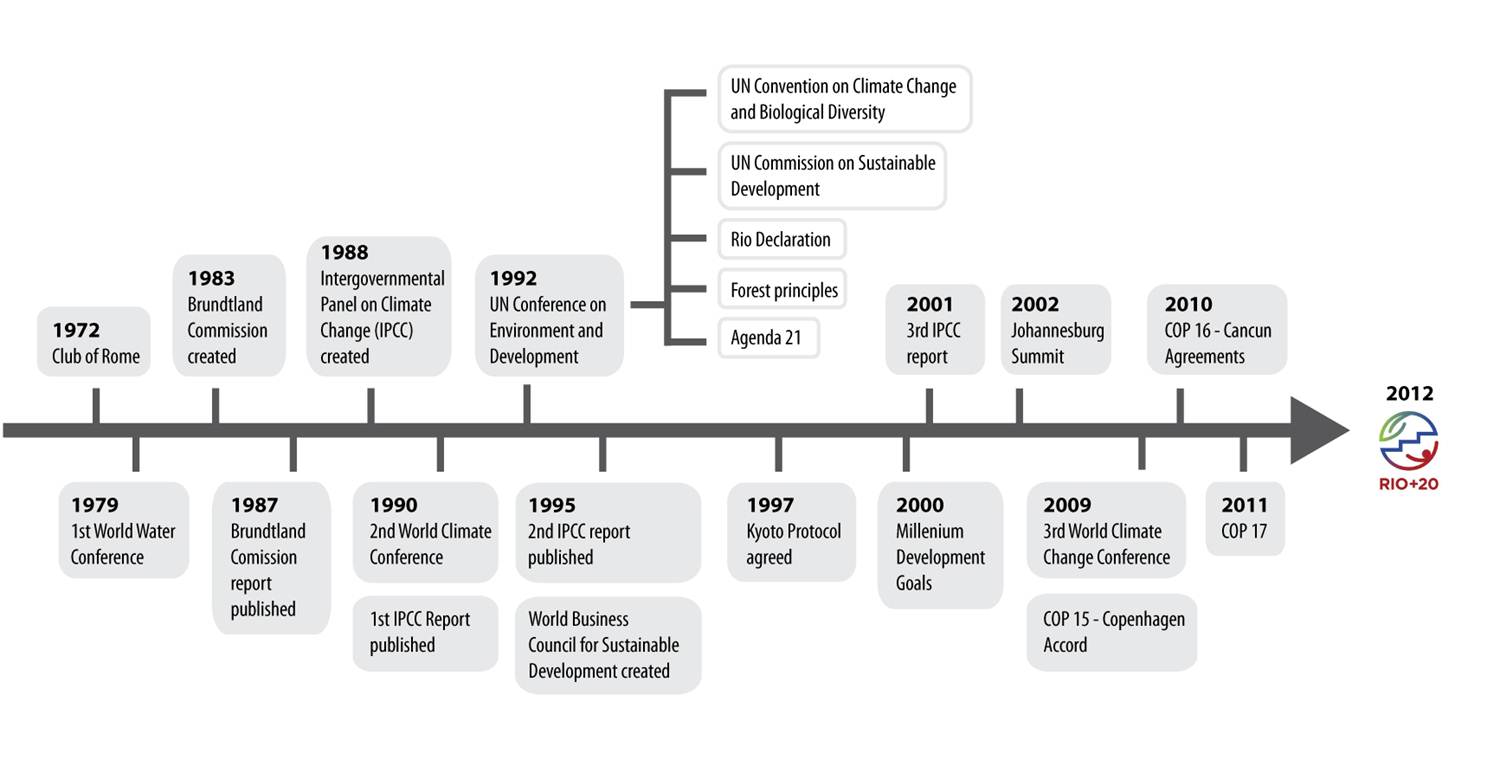 UN Convention on Climate Change
and Biological Diversity
UN Commission on Sustainable
Development
Rio Declaration
Forest principles
Agenda 21
1972
Club of Rome
1983
Brundtland
Commission
created
1988
Intergovernmental
Panel on Climate
Change (IPCC)
created
1992
UN Conference on
Environment and
Development
2001
3rd IPCC
report
2002
Johannesburg
Summit
2010
COP 16 - Cancun
Agreements
2012
RIO+20
1979
1st World Water
Conference
1987
Brundtland
Comission
report
published
1990
2nd World Climate
Conference
1st IPCC Report
published
1995
2nd IPCC report
published
World Business
Council for Sustainable
Development created
1997
Kyoto Protocol
agreed
2000
Millenium
Development
Goals
2009
3rd World Climate
Change Conference
COP 15 - Copenhagen
Accord
2011
COP 17